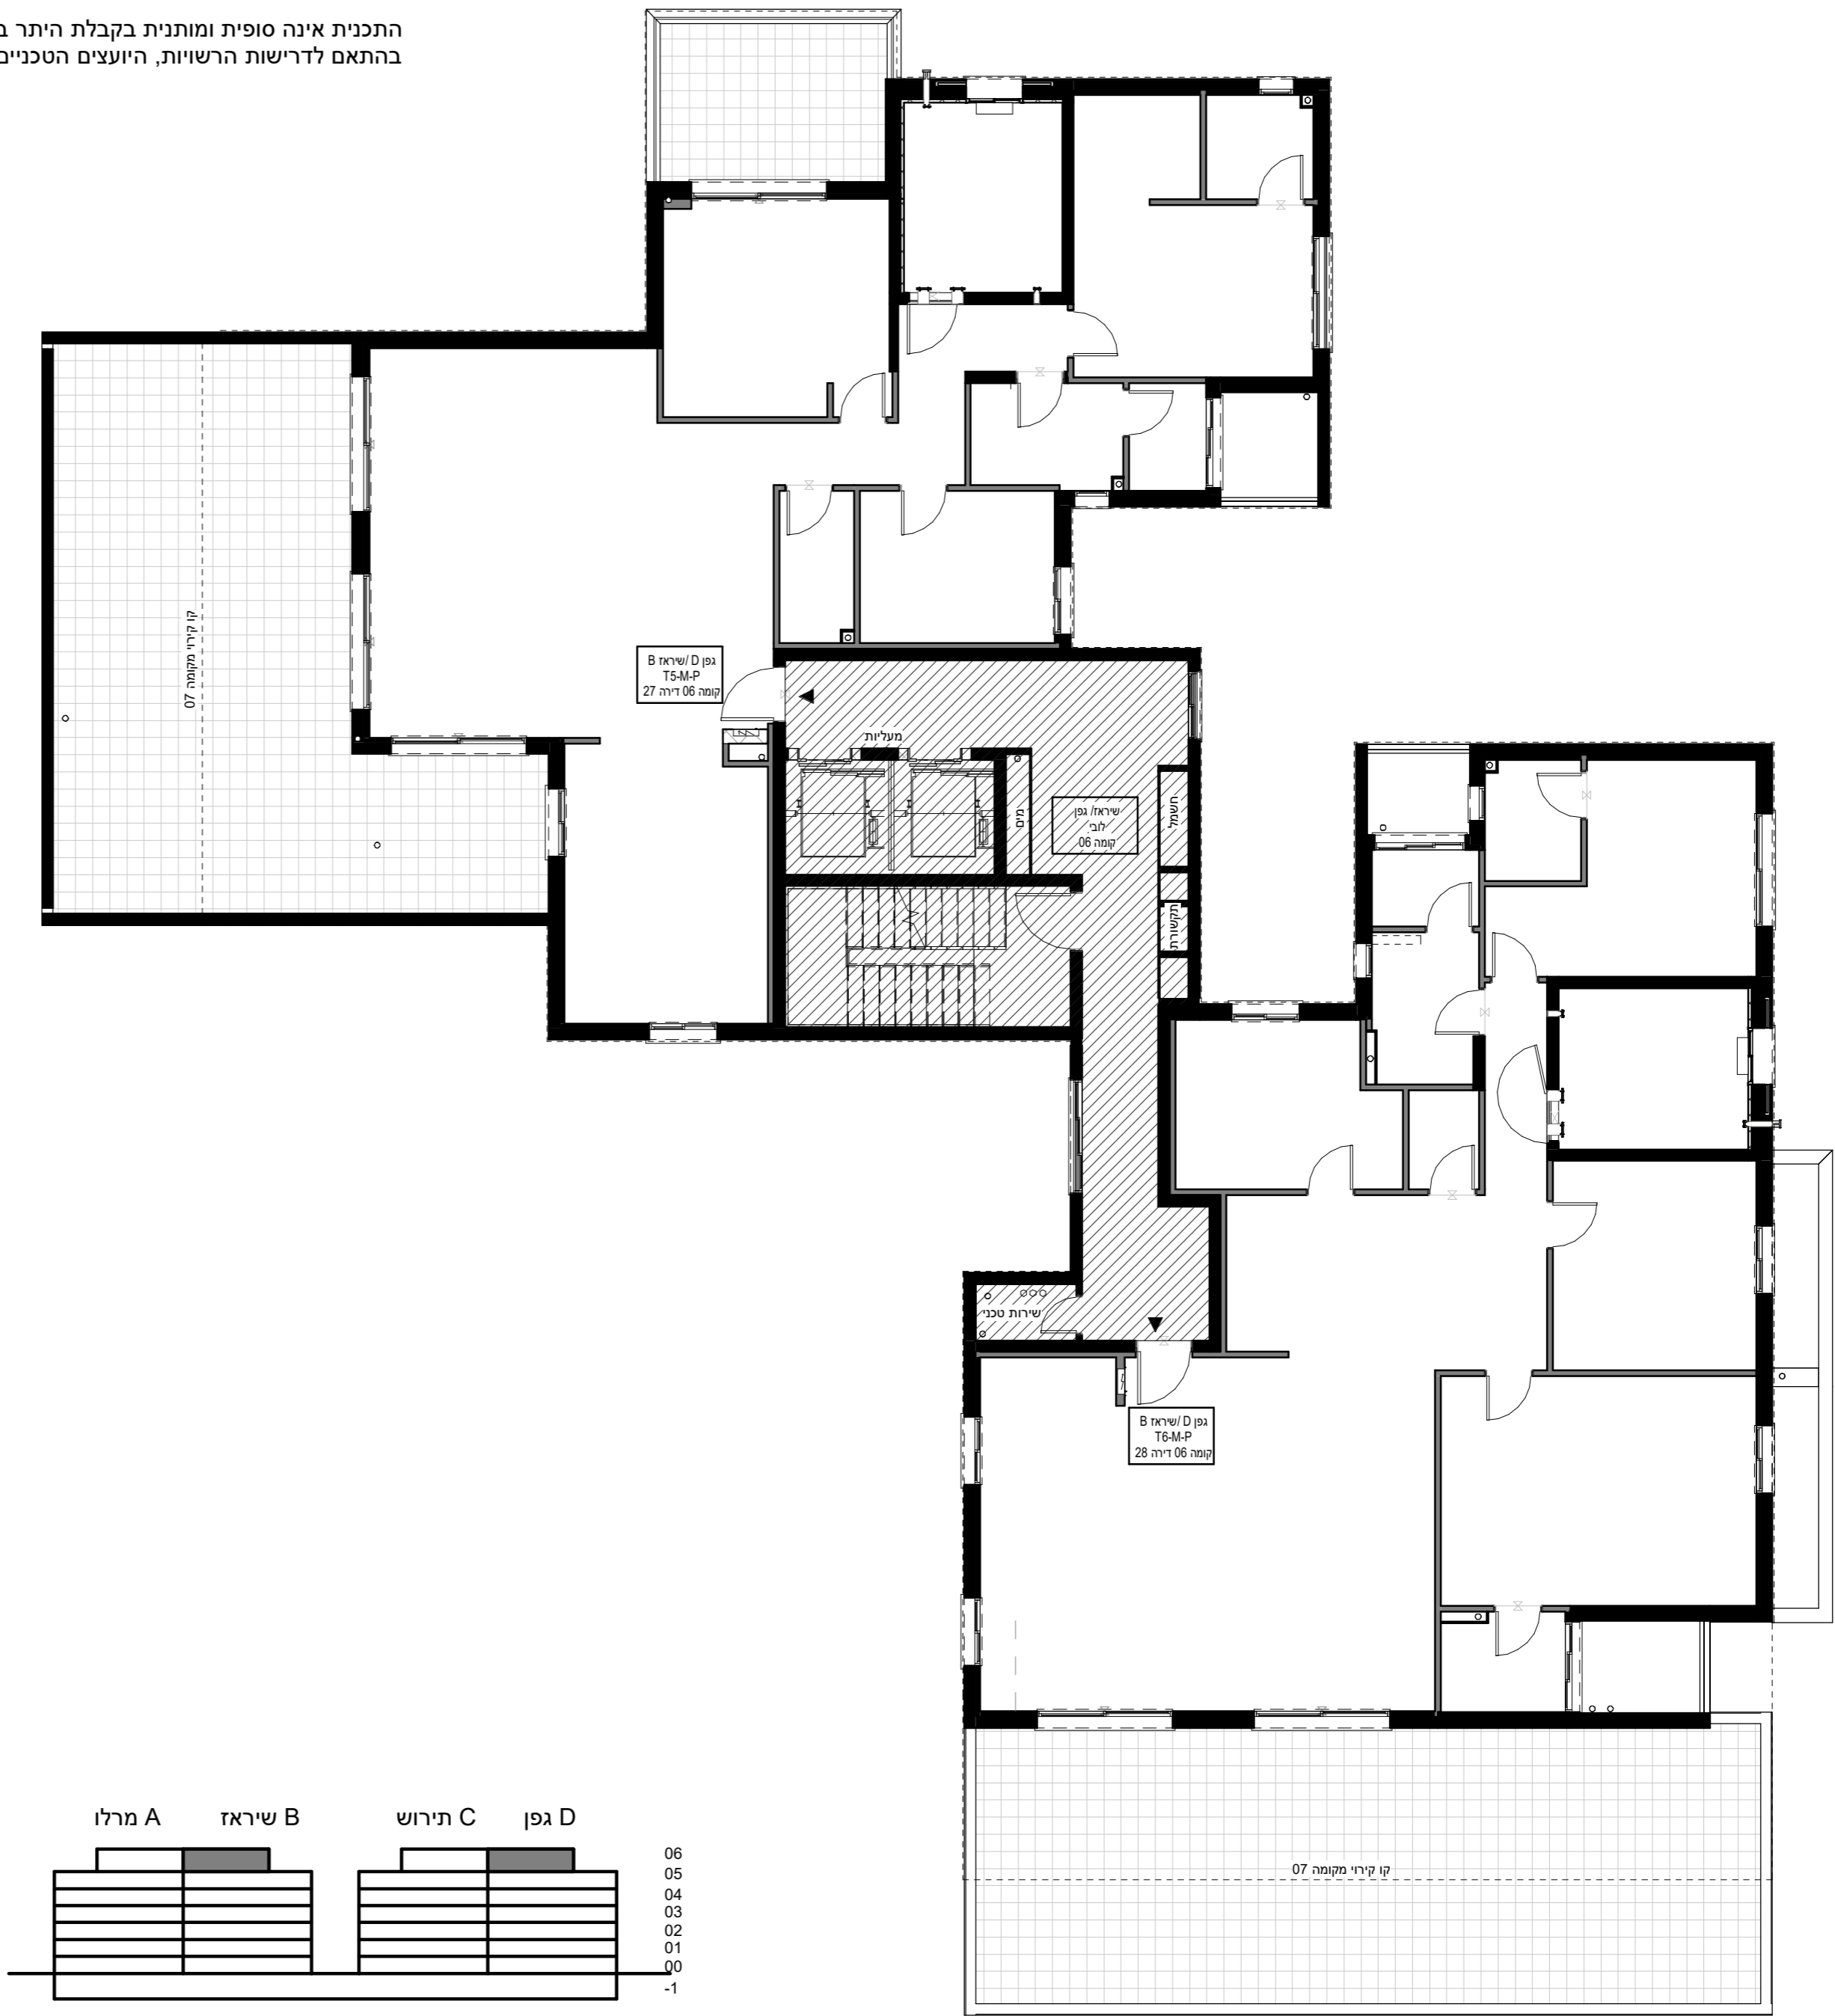 התכנית אינה סופית ומותנית בקבלת היתר
בהתאם לדרישות הרשויות, היועצים הטכניים
קו קירוי מקומה 07
גפן D /שיראז B
T5-M-P
קומה 06 דירה 27
מעליות
מים
שיראז/ גפן
לובי
קומה 06
חשמל
תקשורת
שירות טכני
גפן D /שיראז B
T6-M-P
קומה 06 דירה 28
קו קירוי מקומה 07
A מרלו
B שיראז
C תירוש
D גפן
06
05
04
03
02
01
00
-1